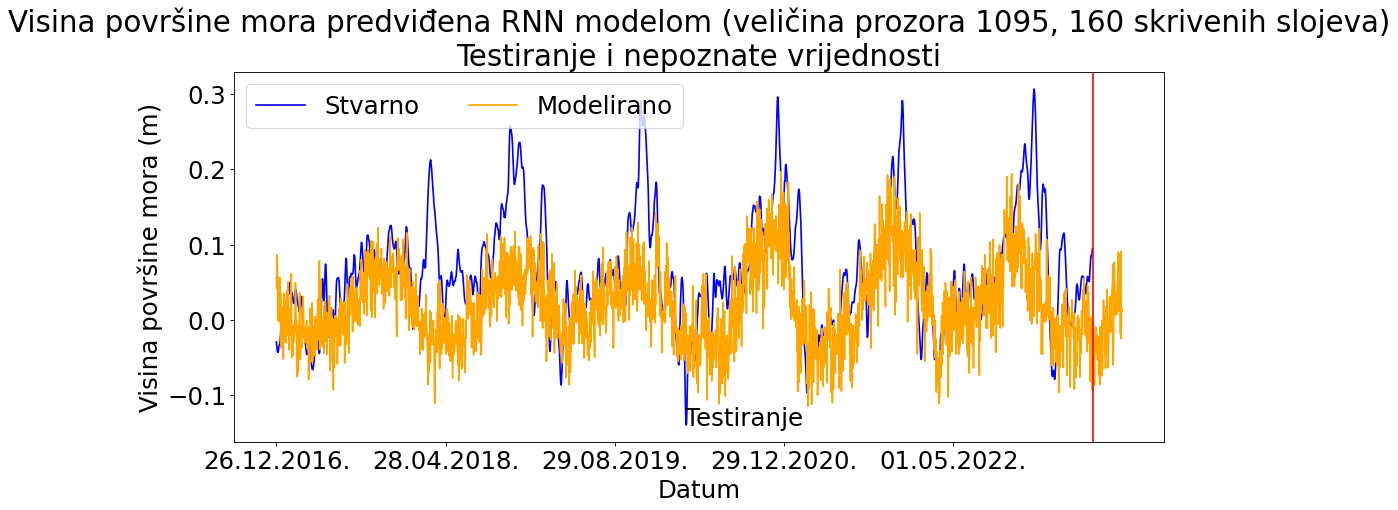 Visina površine mora predviđena RNN modelom (veličina prozora 1095, 160 skrivenih slojeva)
Testiranje i nepoznate vrijednosti
Stvarno
Modelirano
Visina površine mora (m)
0.3
0.2
0.1
0.0
−0.1
Testiranje
26.12.2016.
28.04.2018.
29.08.2019.
29.12.2020.
01.05.2022.
Datum